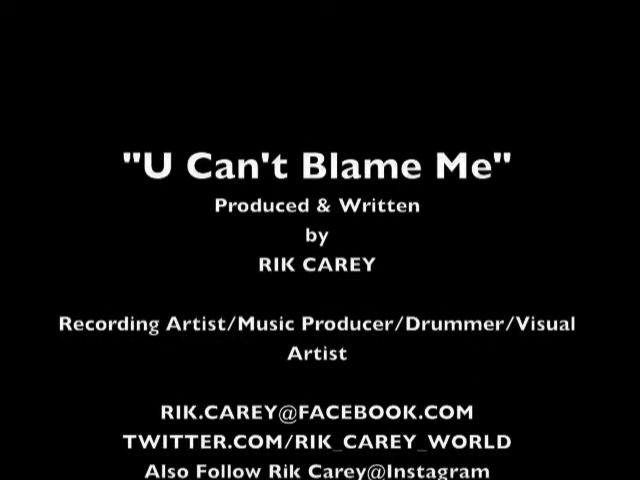 "U Can't Blame Me"
Produced & Written
by
RIK CAREY
Recording Artist/Music Producer/Drummer/Visual
Artist
RIK.CAREY@FACEBOOK.COM
TWITTER.COM/RIK_CAREY_WORLD
Also Follow Rik Carey@Instagram